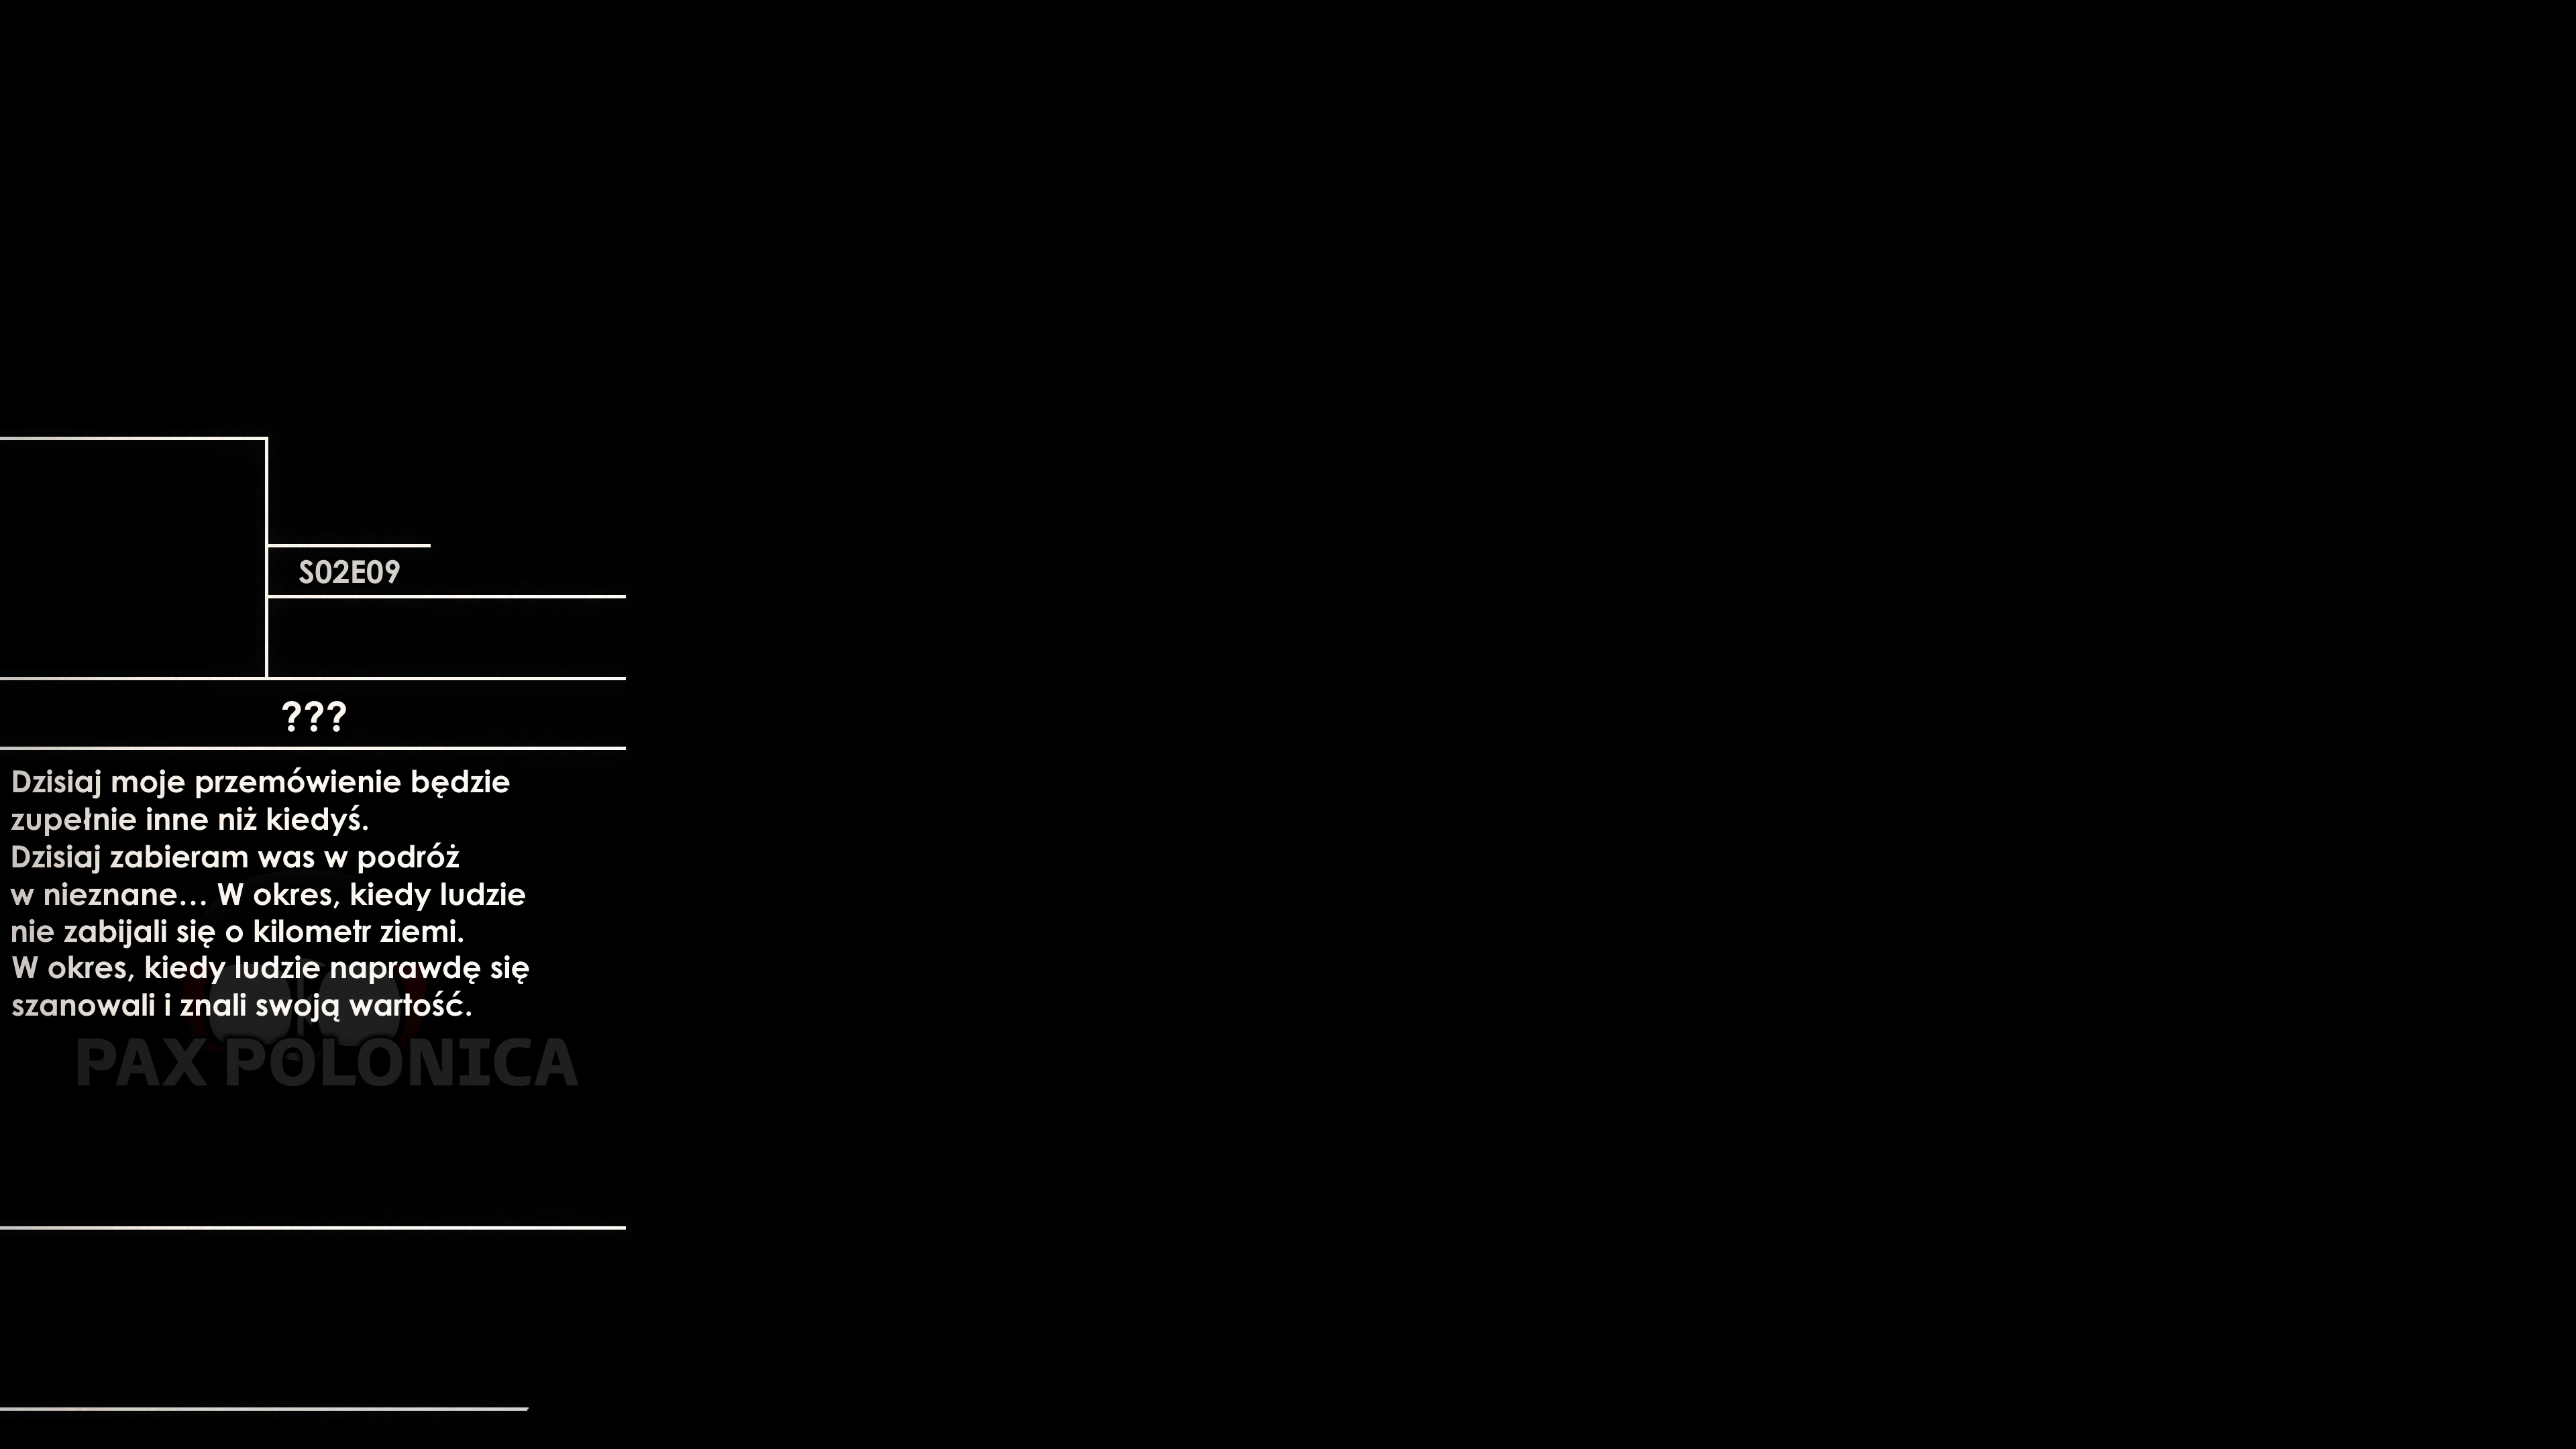 S02E09
???
Dzisiaj moje przemówienie będzie
zupełnie inne niż kiedyś.
Dzisiaj zabieram was w podróż
w nieznane... W okres, kiedy ludzie
nie zabijali się o kilometr ziemi.
W okres, kiedy ludzie naprawdę się
szanowali i znali swoją wartość.
PAX POLONICA